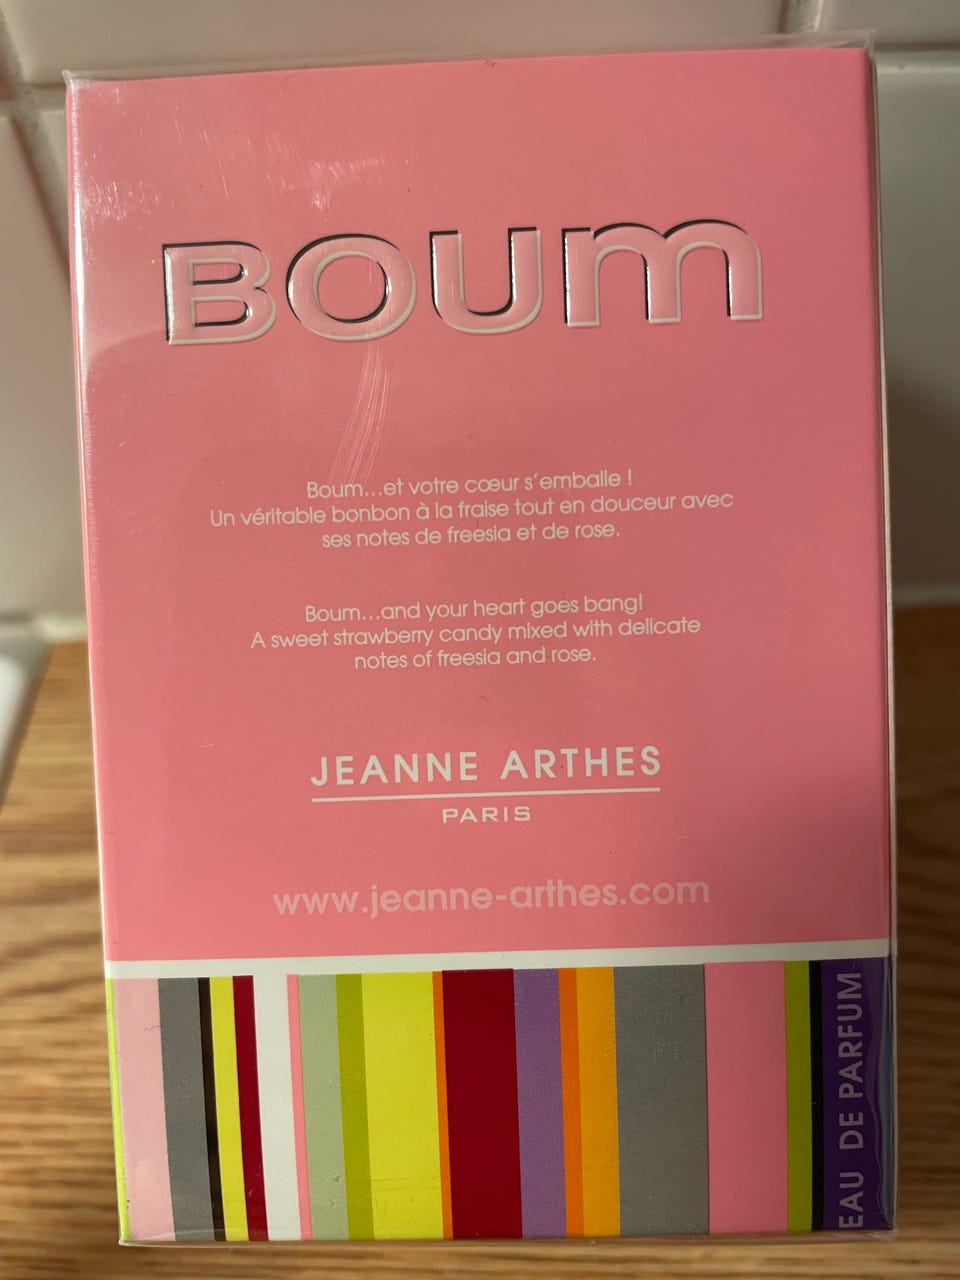 BOUM
Boum...et votre cœur s'emballe !
Un véritable bonbon à la fraise tout en douceur avec
ses notes de freesia et de rose.
Boum...and your heart goes bang!
A sweet strawberry candy mixed with delicate
notes of freesia and rose.
JEANNE ARTHES
PARIS
www.jeanne-arthes.com
EAU DE PARFUM